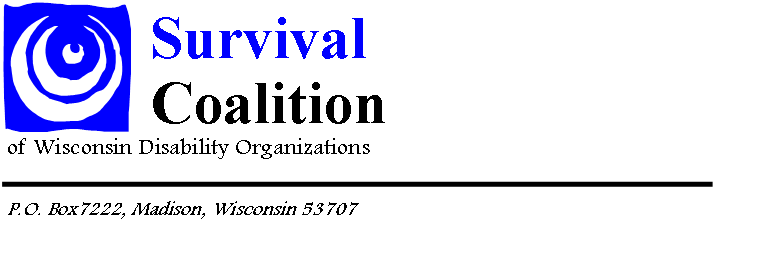 Survival
Coalition
of Wisconsin Disability Organizations
P.O. Box7222, Madison, Wisconsin 53707